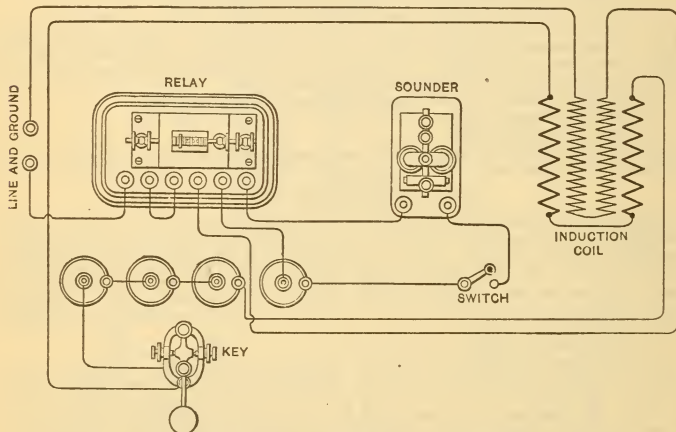 RELAY
SOUNDER
LINE AND GROUND
INDUCTION
COIL
SWITCH
KEY